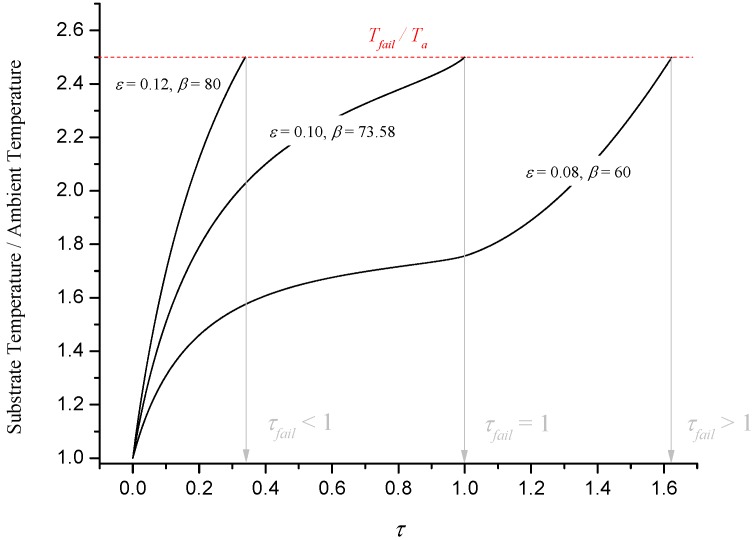 T_fail / T_a
2.6
2.4
2.2
2.0
1.8
1.6
1.4
1.2
1.0
Substrate Temperature / Ambient Temperature
ε = 0.12, β = 80
ε = 0.10, β = 73.58
ε = 0.08, β = 60
τ_fail < 1
τ_fail = 1
τ_fail > 1
0.0 0.2 0.4 0.6 0.8 1.0 1.2 1.4 1.6
τ